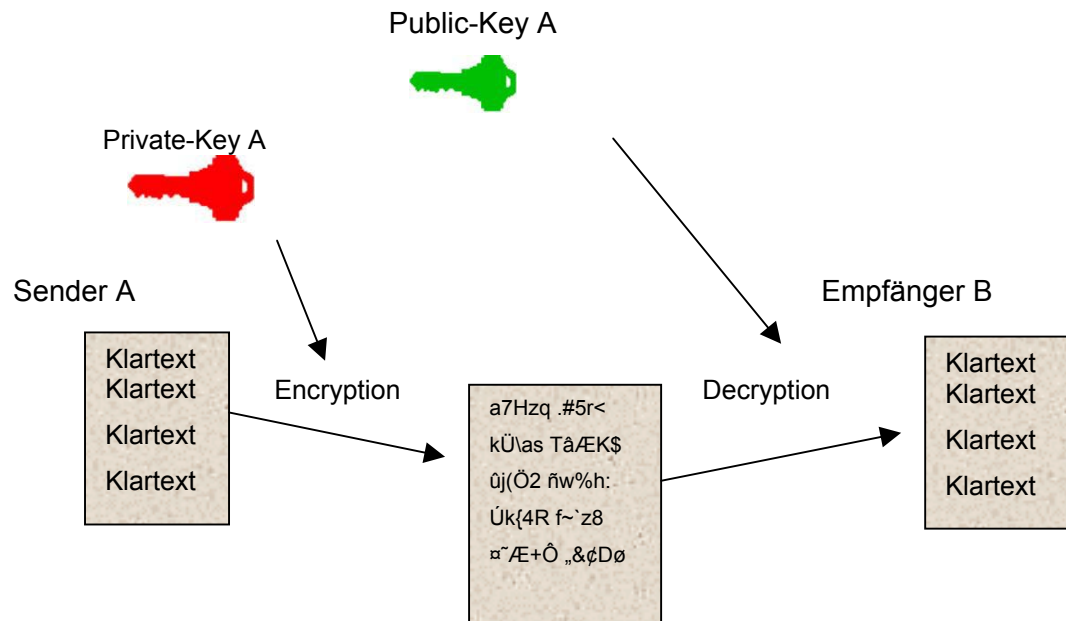 Public-Key A
Private-Key A
Sender A
Empfänger B
Klartext
Klartext
Klartext
Klartext
Encryption
a7Hzq .#5r<
kÜ\as TâÆK$
ûj(Ö2 ñw%h:
Úk{4R f~`z8
¤˜Æ+Ô „&¢Dø
Decryption
Klartext
Klartext
Klartext
Klartext